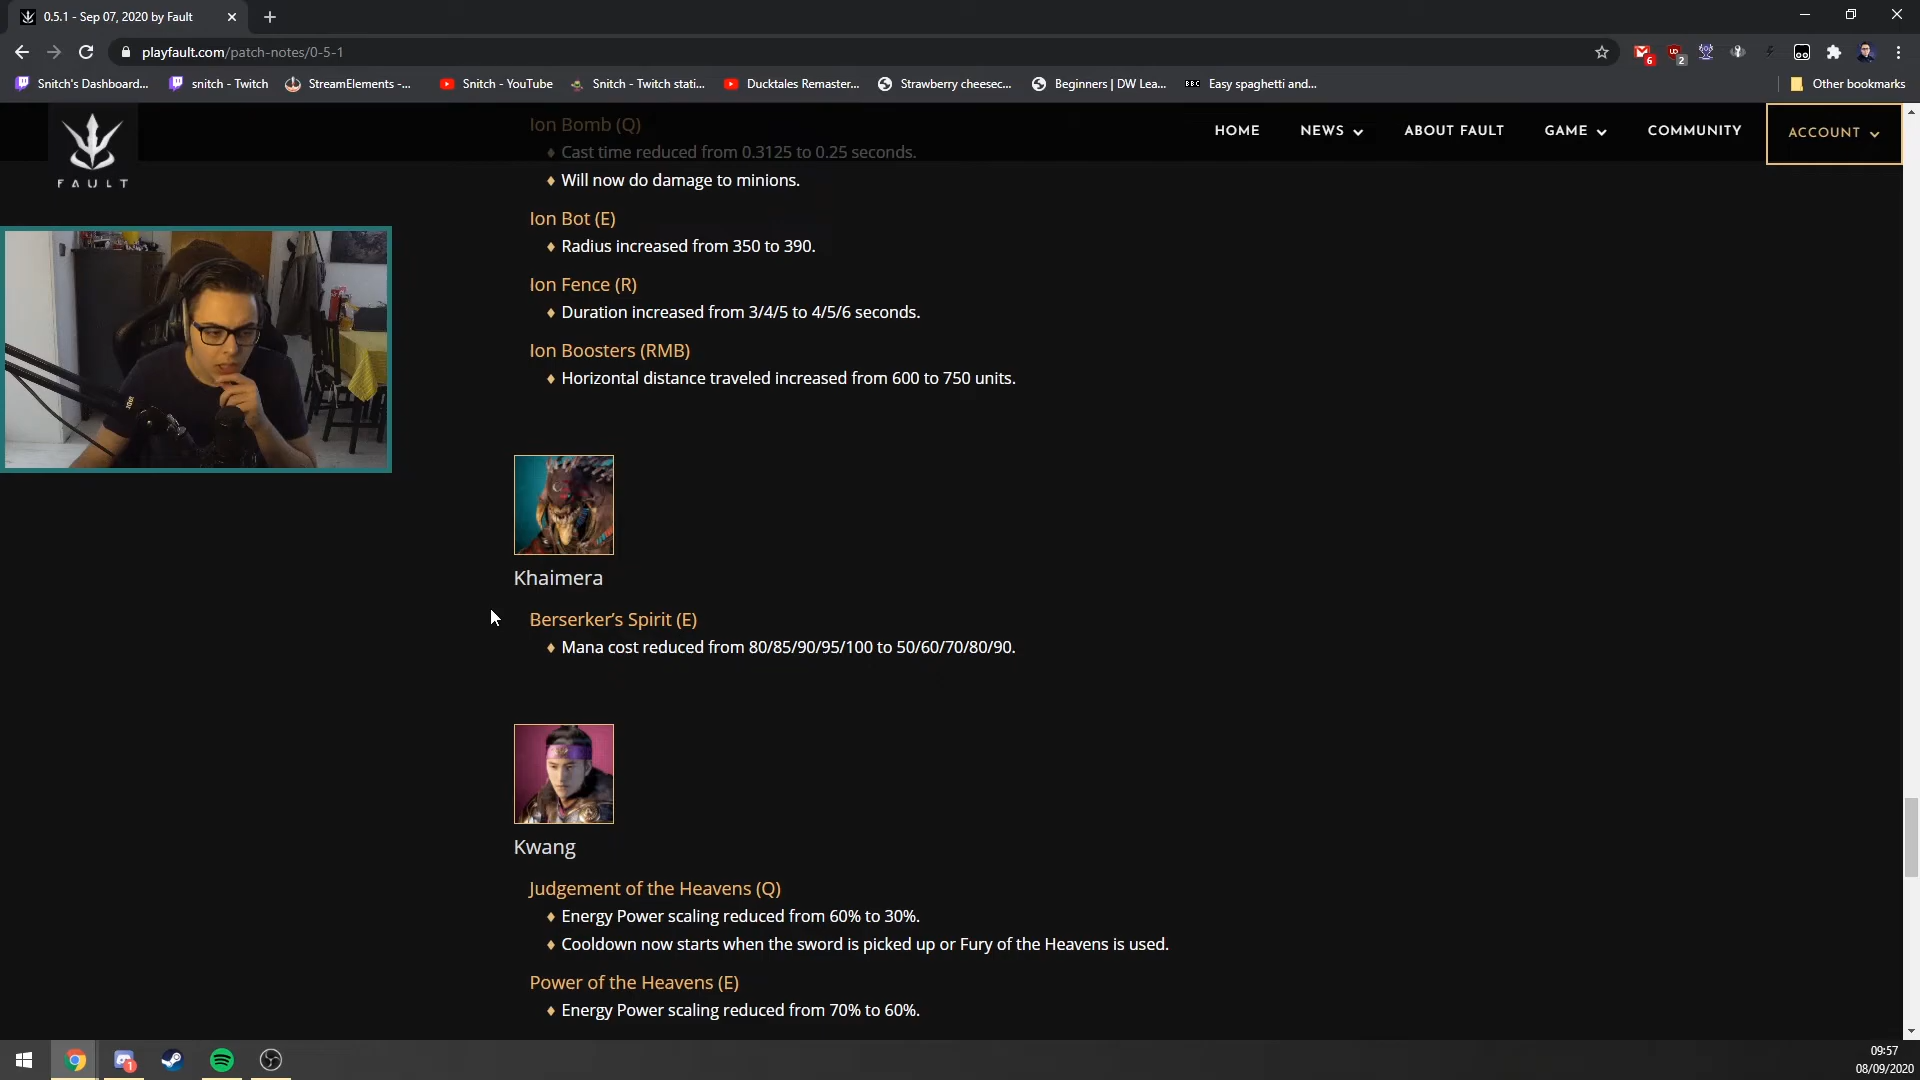 0.5.1 - Sep 07, 2020 by Fault
playfault.com/patch-notes/0-5-1
6
2
Snitch's Dashboard...
snitch - Twitch
StreamElements -...
Snitch - YouTube
Snitch - Twitch stati...
Ducktales Remaster...
Strawberry cheesec...
Beginners | DW Lea...
BBC
Easy spaghetti and...
Other bookmarks
FAULT
HOME
NEWS
ABOUT FAULT
GAME
COMMUNITY
ACCOUNT
Ion Bomb (Q)
Cast time reduced from 0.3125 to 0.25 seconds.
Will now do damage to minions.
Ion Bot (E)
Radius increased from 350 to 390.
Ion Fence (R)
Duration increased from 3/4/5 to 4/5/6 seconds.
Ion Boosters (RMB)
Horizontal distance traveled increased from 600 to 750 units.
Khaimera
Berserker's Spirit (E)
Mana cost reduced from 80/85/90/95/100 to 50/60/70/80/90.
Kwang
Judgement of the Heavens (Q)
Energy Power scaling reduced from 60% to 30%.
Cooldown now starts when the sword is picked up or Fury of the Heavens is used.
Power of the Heavens (E)
Energy Power scaling reduced from 70% to 60%.
1
09:57
08/09/2020